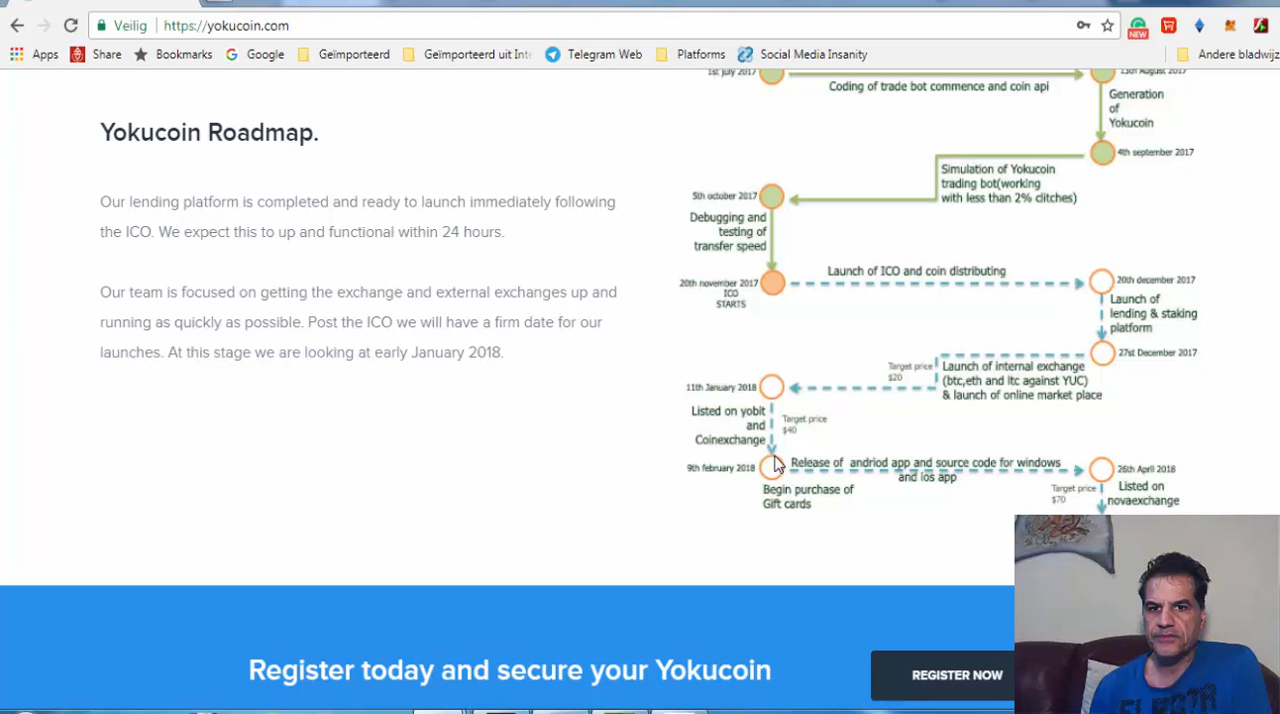 Veilig
https://yokucoin.com
NEW
Apps
Share
Bookmarks
Google
Geïmporteerd
Geïmporteerd uit Inte
Telegram Web
Platforms
Social Media Insanity
Andere bladwijz
Yokucoin Roadmap.
Our lending platform is completed and ready to launch immediately following
the ICO. We expect this to up and functional within 24 hours.
Our team is focused on getting the exchange and external exchanges up and
running as quickly as possible. Post the ICO we will have a firm date for our
launches. At this stage we are looking at early January 2018.
1st july 2017
Coding of trade bot commence and coin api
13th August 2017
Generation
of
Yokucoin
4th september 2017
Simulation of Yokucoin
trading bot(working
with less than 2% clitches)
5th october 2017
Debugging and
testing of
transfer speed
20th november 2017
ICO
STARTS
Launch of ICO and coin distributing
20th december 2017
Launch of
lending & staking
platform
27st December 2017
Target price
$20
Launch of internal exchange
(btc,eth and ltc against YUC)
& launch of online market place
11th January 2018
Listed on yobit
and
Coinexchange
Target price
$40
9th february 2018
Begin purchase of
Gift cards
Release of andriod app and source code for windows
and ios app
26th April 2018
Target price
$70
Listed on
novaexchange
Register today and secure your Yokucoin
REGISTER NOW